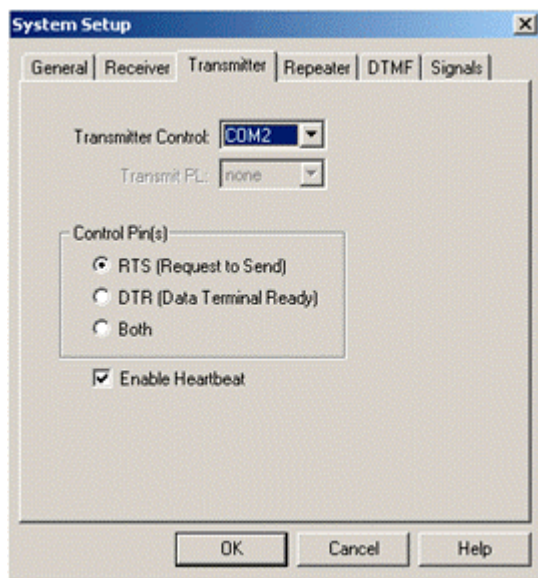 System Setup
General Receiver Transmitter Repeater DTMF Signals
Transmitter Control: COM2
Transmit PL: none
Control Pin(s)
RTS (Request to Send)
DTR (Data Terminal Ready)
Both
Enable Heartbeat
OK Cancel Help